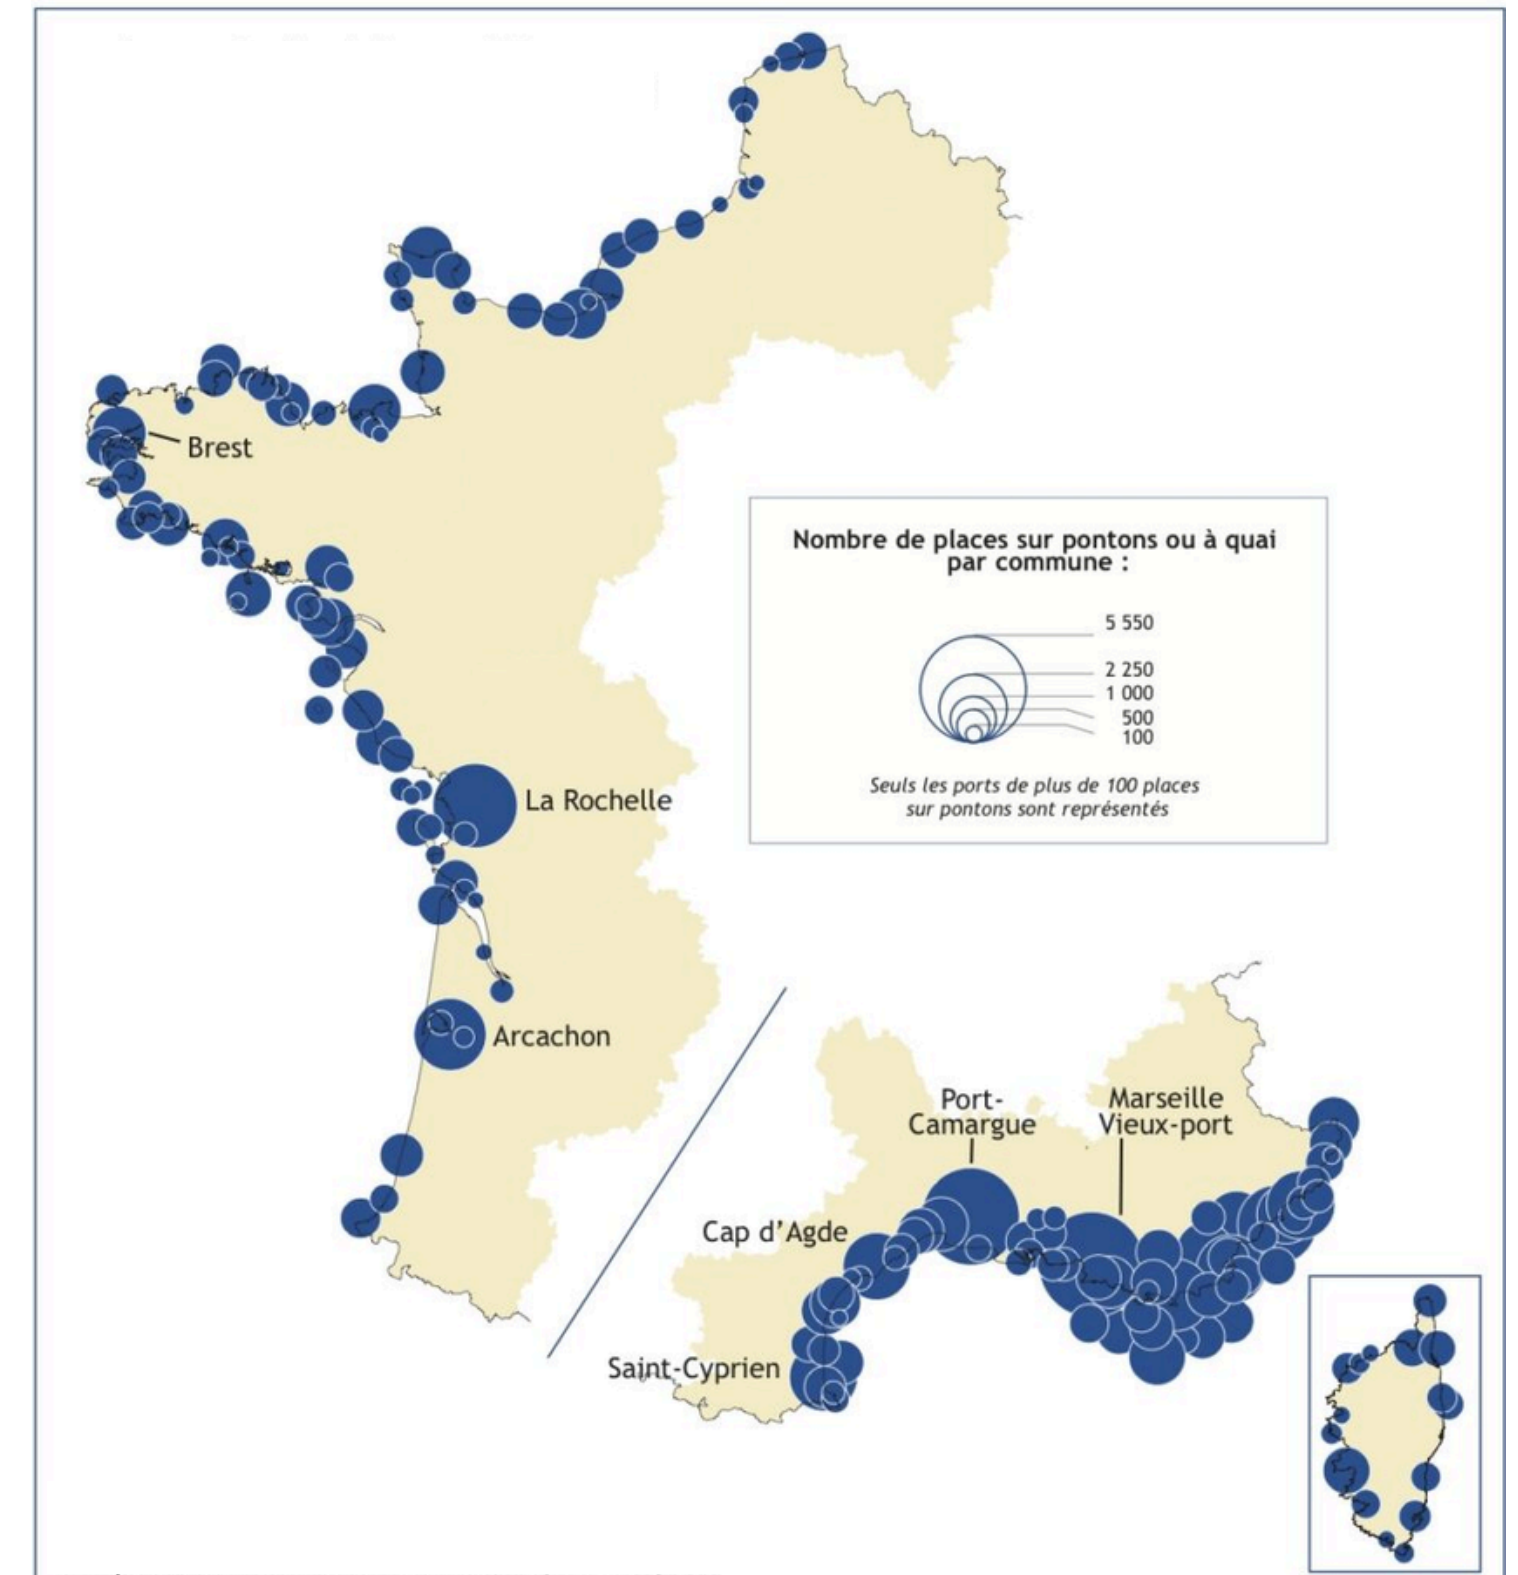 Brest
Nombre de places sur pontons ou à quai
par commune :
5 550
2 250
1 000
500
100
Seuls les ports de plus de 100 places
sur pontons sont représentés
La Rochelle
Arcachon
Port-
Camargue
Marseille
Vieux-port
Cap d’Agde
Saint-Cyprien